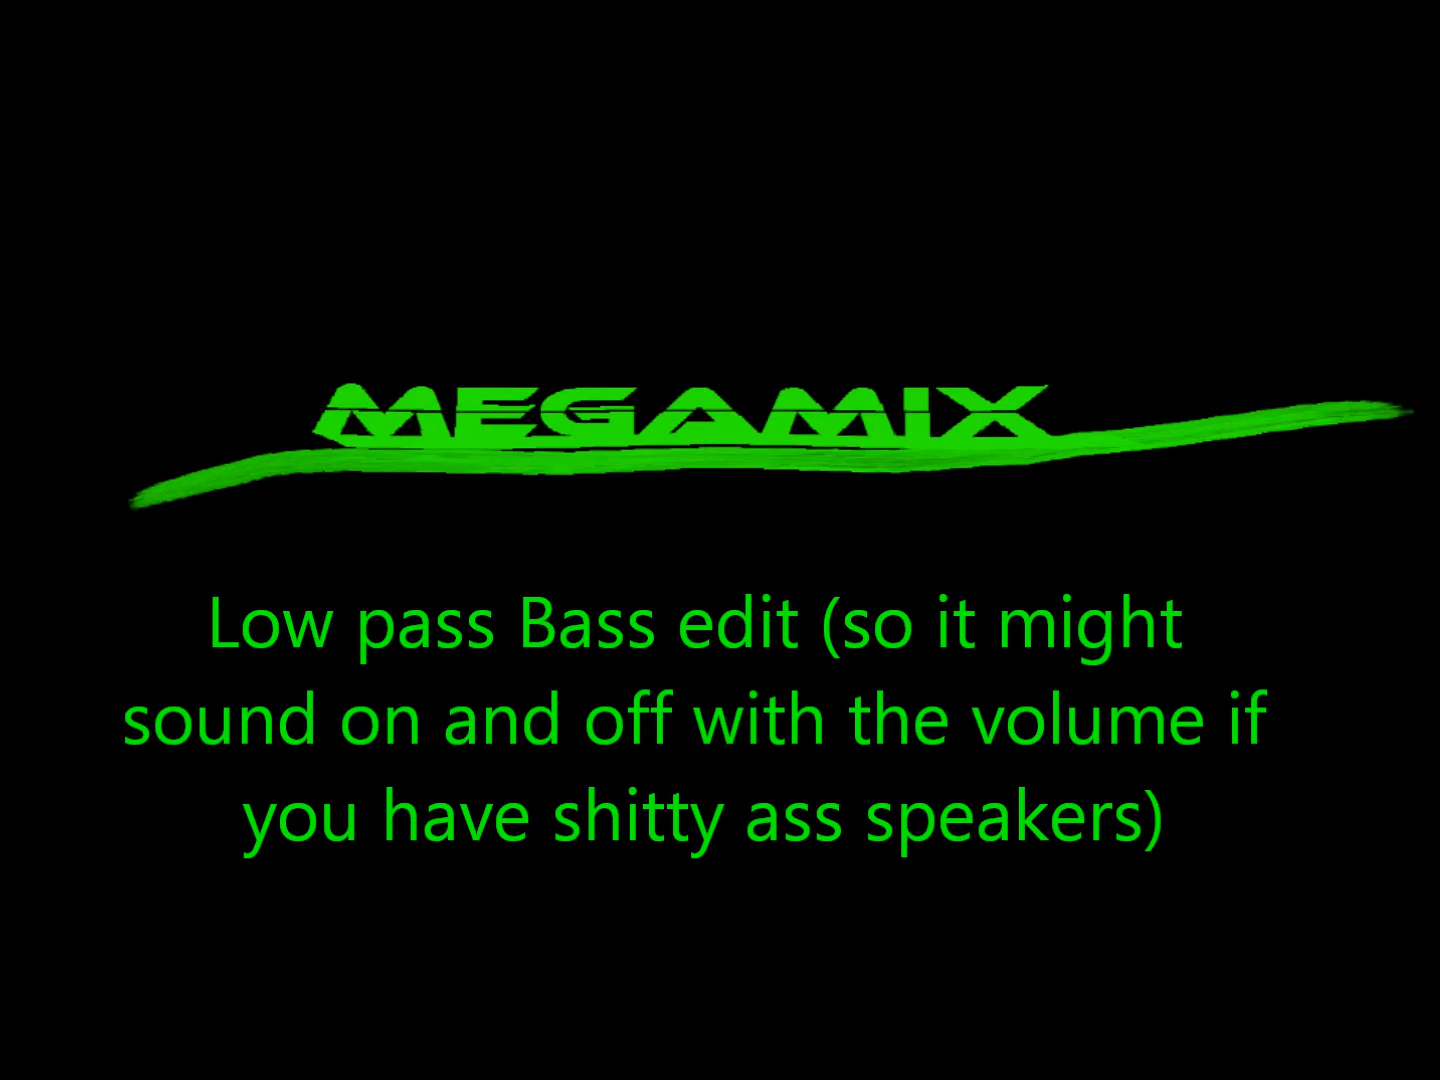 MEGAMIX
Low pass Bass edit (so it might
sound on and off with the volume if
you have shitty ass speakers)